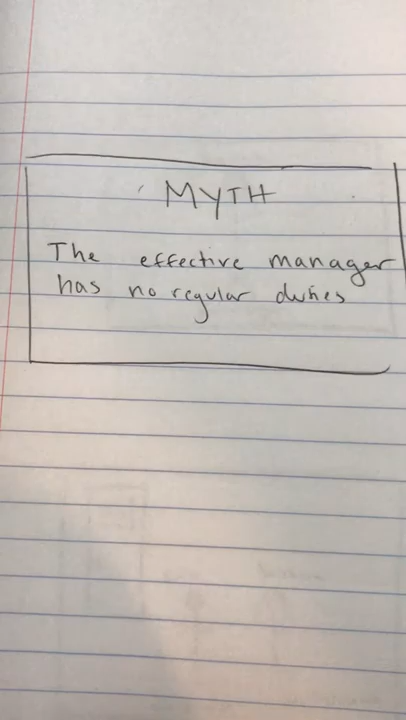 MYTH
The effective manager
has no regular duties